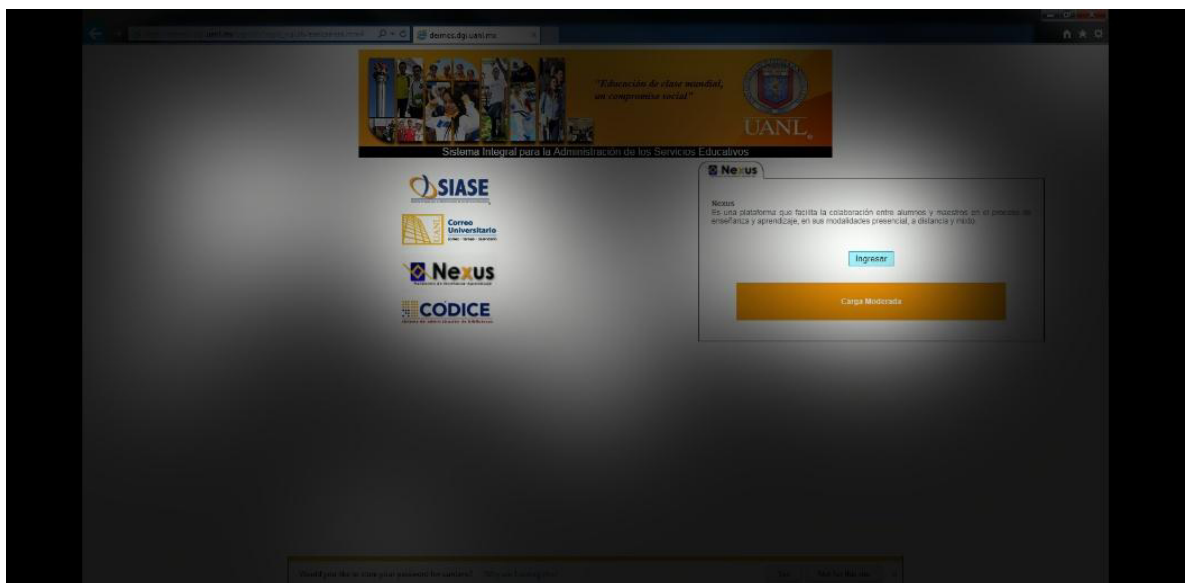 deimos.dgi.uanl.mx
"Educación de clase mundial,
un compromiso social"
UANL
Sistema Integral para la Administración de los Servicios Educativos
SIASE
UANL
Correo
Universitario
Nexus
CÓDICE
Nexus
Nexus
Es una plataforma que facilita la colaboración entre alumnos y maestros en el proceso de
enseñanza y aprendizaje, en sus modalidades presencial, a distancia y mixto.
Ingresar
Carga Moderada